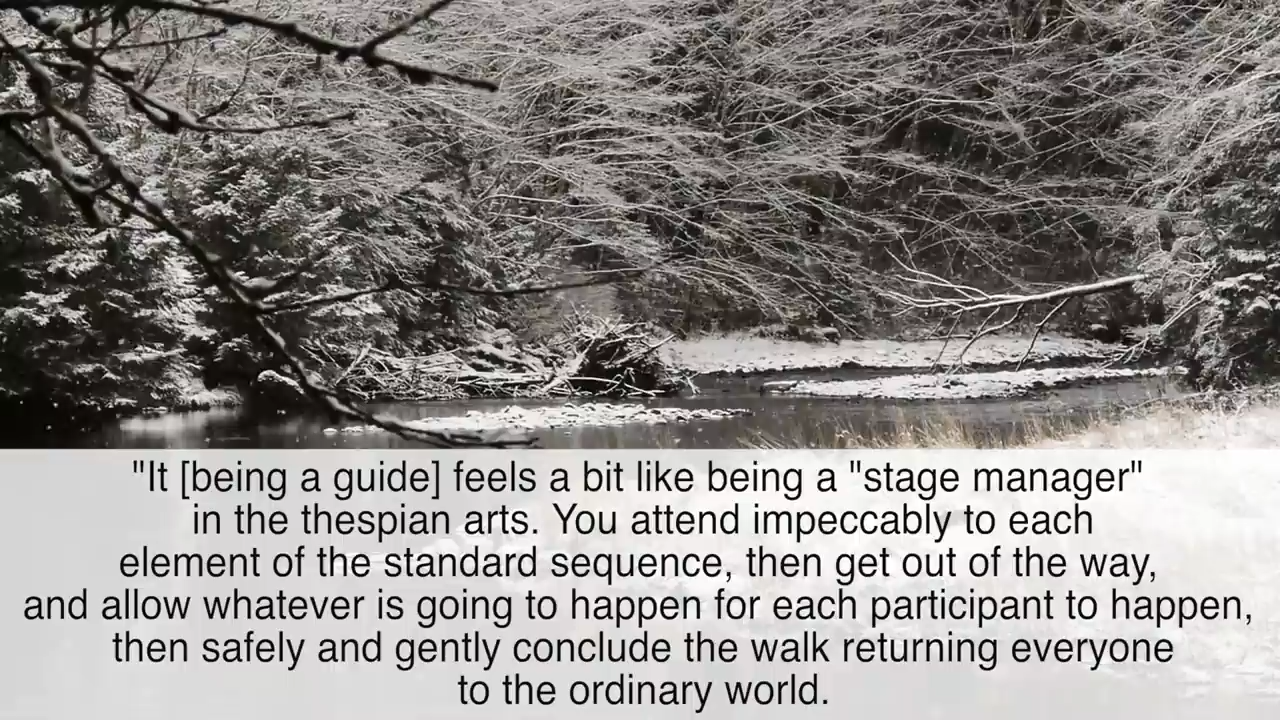 "It [being a guide] feels a bit like being a "stage manager"
in the thespian arts. You attend impeccably to each
element of the standard sequence, then get out of the way,
and allow whatever is going to happen for each participant to happen,
then safely and gently conclude the walk returning everyone
to the ordinary world.